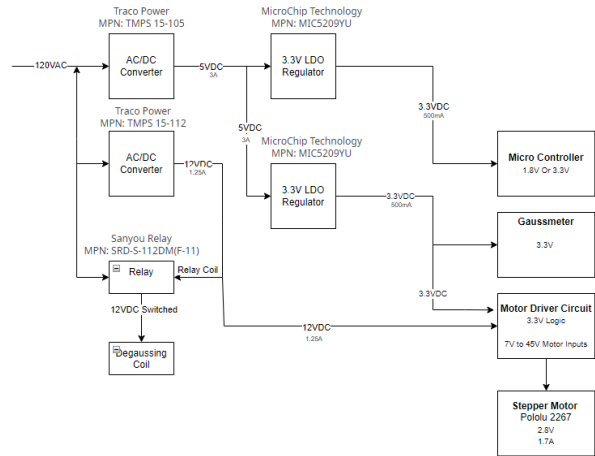 Traco Power
MPN: TMPS 15-105
MicroChip Technology
MPN: MIC5209YU
120VAC
AC/DC
Converter
5VDC
3A
3.3V LDO
Regulator
3.3VDC
500mA
Traco Power
MPN: TMPS 15-112
AC/DC
Converter
12VDC
1.25A
5VDC
3A
MicroChip Technology
MPN: MIC5209YU
3.3V LDO
Regulator
3.3VDC
500mA
Micro Controller
1.8V Or 3.3V
Gaussmeter
3.3V
Sanyou Relay
MPN: SRD-S-112DM(F-11)
Relay
Relay Coil
12VDC Switched
Degaussing
Coil
3.3VDC
12VDC
1.25A
Motor Driver Circuit
3.3V Logic
7V to 45V Motor Inputs
Stepper Motor
Pololu 2267
2.8V
1.7A